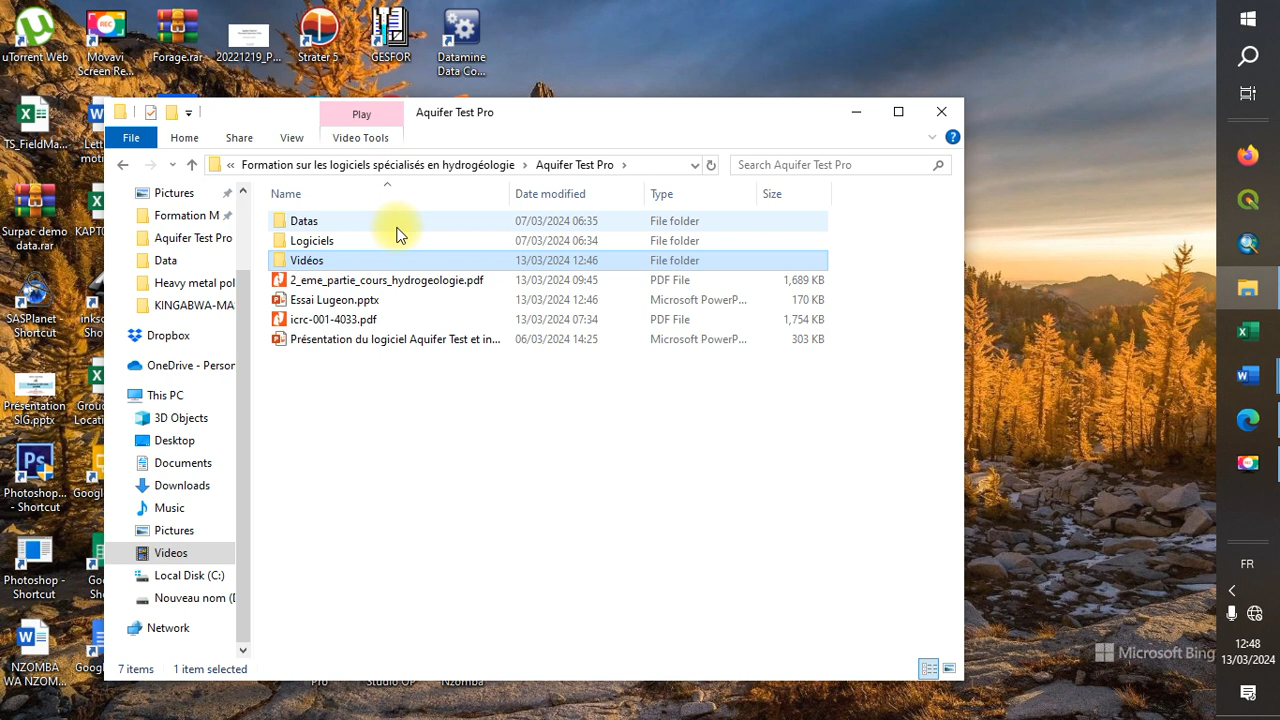 uTorrent Web
Movavi Screen Re...
Forage.rar
20221219_P...
Strater 5
GESFOR
Datamine Data Co...
TS_FieldMa...
Surpac demo data.rar
SASPlanet - Shortcut
Présentation SIG.pptx
Photoshop... - Shortcut
Photoshop - Shortcut
NZOMBA WA NZOM...
Play
Aquifer Test Pro
File
Home
Share
View
Video Tools
« Formation sur les logiciels spécialisés en hydrogéologie > Aquifer Test Pro >
Search Aquifer Test Pro
Pictures
Formation M
Aquifer Test Pro
Data
Heavy metal pol
KINGABWA-MA
Dropbox
OneDrive - Person
This PC
3D Objects
Desktop
Documents
Downloads
Music
Pictures
Videos
Local Disk (C:)
Nouveau nom (D
Network
Name
Date modified
Type
Size
Datas 07/03/2024 06:35 File folder
Logiciels 07/03/2024 06:34 File folder
Vidéos 13/03/2024 12:46 File folder
2_eme_partie_cours_hydrogeologie.pdf 13/03/2024 09:45 PDF File 1,689 KB
Essai Lugeon.pptx 13/03/2024 12:46 Microsoft PowerP... 170 KB
icrc-001-4033.pdf 13/03/2024 07:34 PDF File 1,754 KB
Présentation du logiciel Aquifer Test et in... 06/03/2024 14:25 Microsoft PowerP... 303 KB
7 items
1 item selected
Microsoft Bing
FR
12:48
13/03/2024